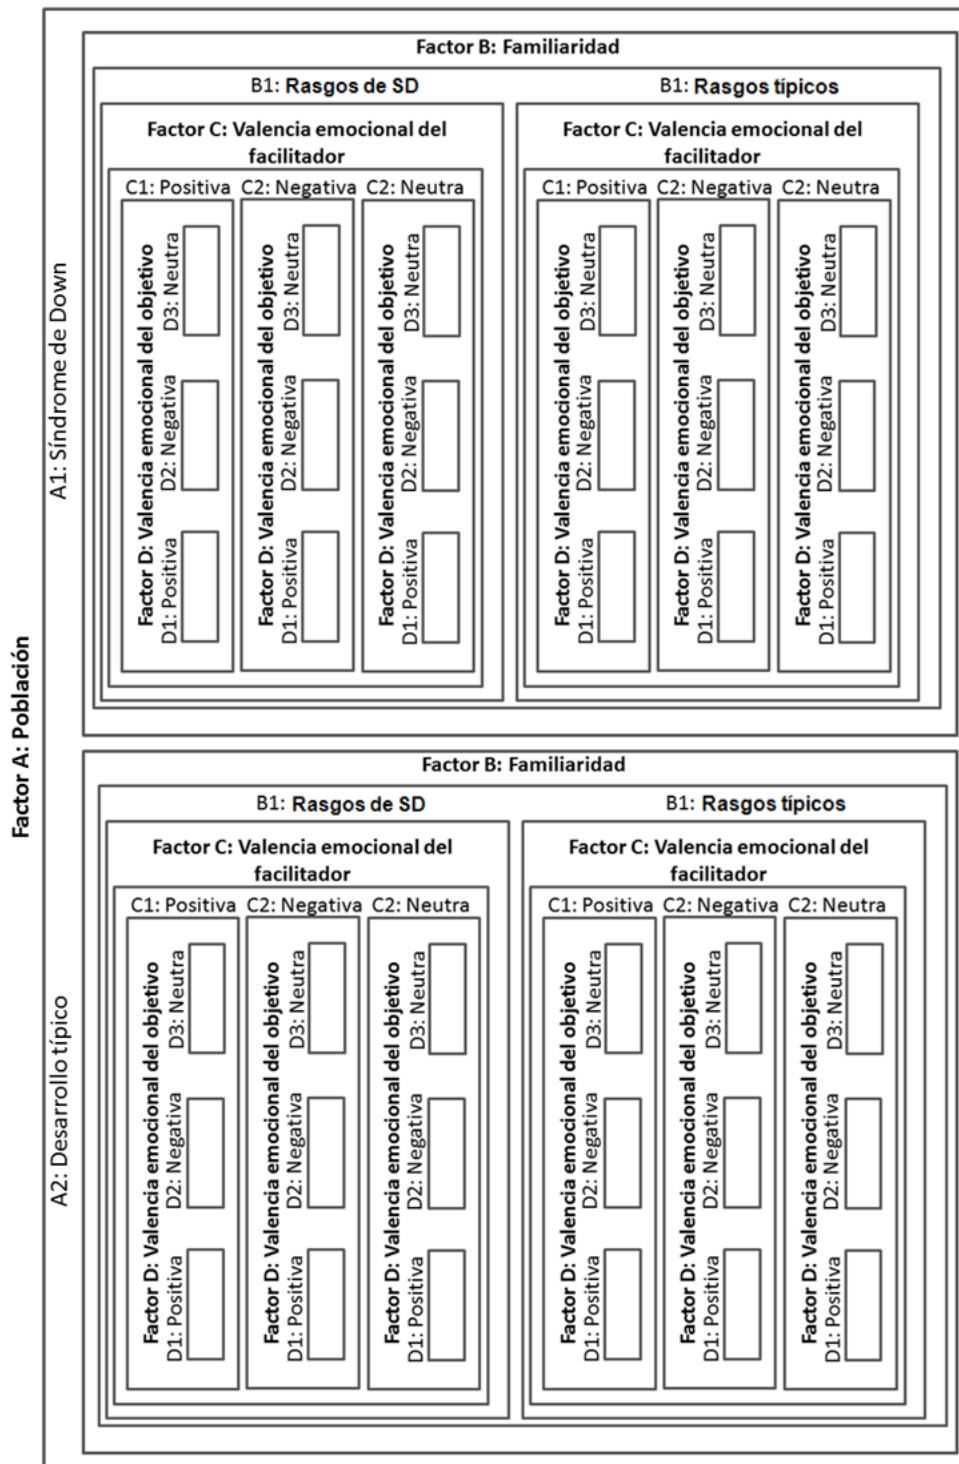 Factor A: Población
A1: Síndrome de Down
Factor B: Familiaridad
B1: Rasgos de SD
Factor C: Valencia emocional del
facilitador
C1: Positiva
Factor D: Valencia emocional del objetivo
D1: Positiva
D2: Negativa
D3: Neutra
C2: Negativa
Factor D: Valencia emocional del objetivo
D1: Positiva
D2: Negativa
D3: Neutra
C2: Neutra
Factor D: Valencia emocional del objetivo
D1: Positiva
D2: Negativa
D3: Neutra
B1: Rasgos típicos
Factor C: Valencia emocional del
facilitador
C1: Positiva
Factor D: Valencia emocional del objetivo
D1: Positiva
D2: Negativa
D3: Neutra
C2: Negativa
Factor D: Valencia emocional del objetivo
D1: Positiva
D2: Negativa
D3: Neutra
C2: Neutra
Factor D: Valencia emocional del objetivo
D1: Positiva
D2: Negativa
D3: Neutra
A2: Desarrollo típico
Factor B: Familiaridad
B1: Rasgos de SD
Factor C: Valencia emocional del
facilitador
C1: Positiva
Factor D: Valencia emocional del objetivo
D1: Positiva
D2: Negativa
D3: Neutra
C2: Negativa
Factor D: Valencia emocional del objetivo
D1: Positiva
D2: Negativa
D3: Neutra
C2: Neutra
Factor D: Valencia emocional del objetivo
D1: Positiva
D2: Negativa
D3: Neutra
B1: Rasgos típicos
Factor C: Valencia emocional del
facilitador
C1: Positiva
Factor D: Valencia emocional del objetivo
D1: Positiva
D2: Negativa
D3: Neutra
C2: Negativa
Factor D: Valencia emocional del objetivo
D1: Positiva
D2: Negativa
D3: Neutra
C2: Neutra
Factor D: Valencia emocional del objetivo
D1: Positiva
D2: Negativa
D3: Neutra